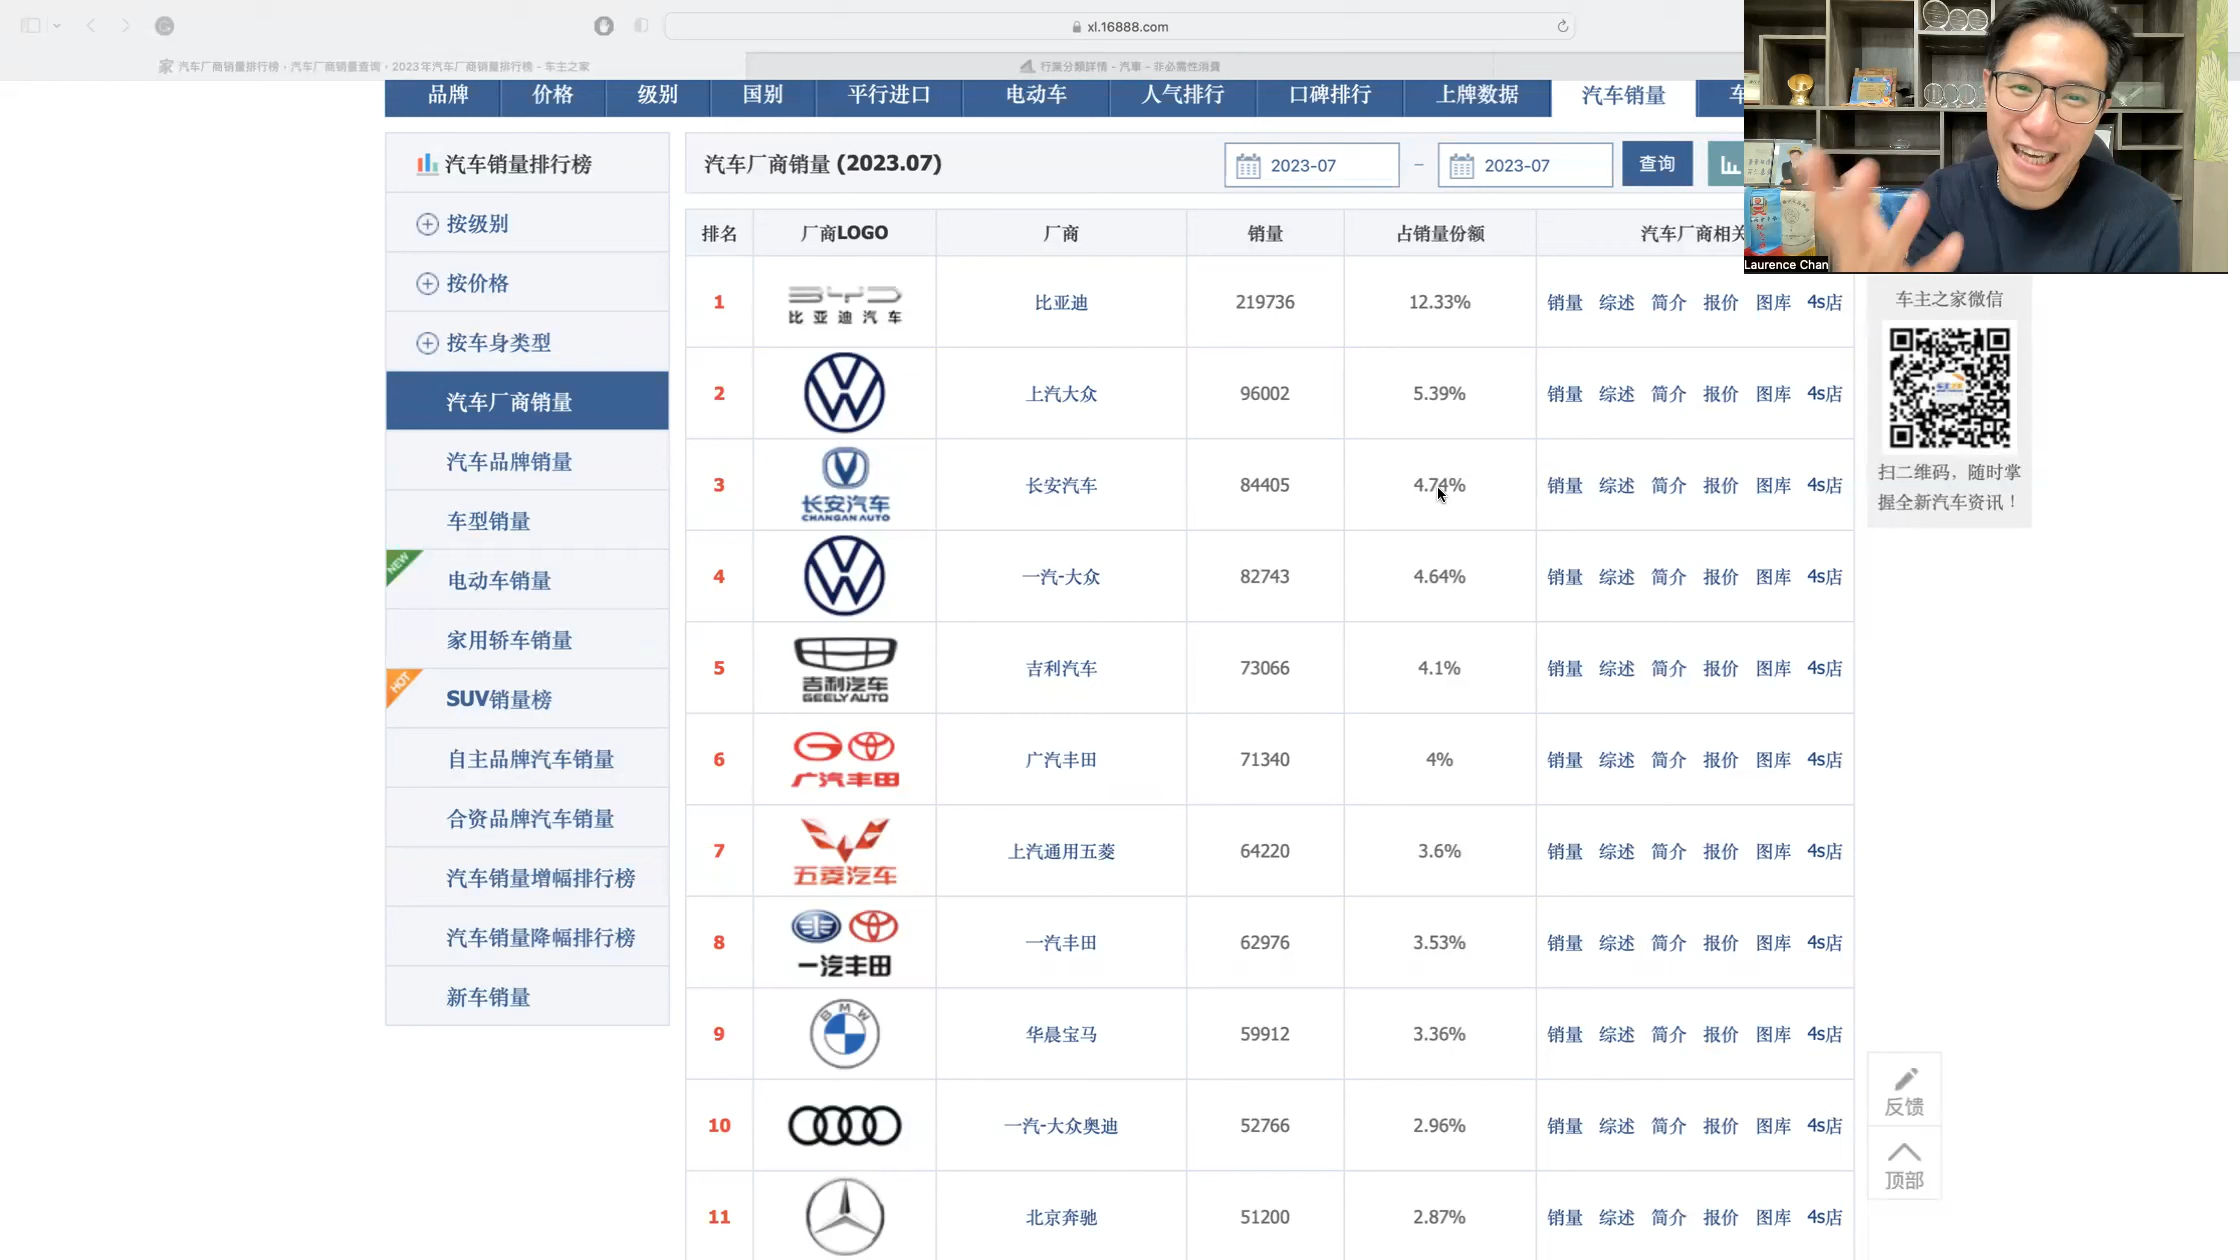 xl.16888.com
汽车厂商销量排行榜，汽车厂商销量查询，2023年汽车厂商销量排行榜 - 车主之家
行業分類詳情 - 汽車 - 非必需性消費
品牌 价格 级别 国别 平行进口 电动车 人气排行 口碑排行 上牌数据 汽车销量 车
Laurence Chan
汽车销量排行榜
按级别
按价格
按车身类型
汽车厂商销量
汽车品牌销量
车型销量
NEW
电动车销量
家用轿车销量
HOT
SUV销量榜
自主品牌汽车销量
合资品牌汽车销量
汽车销量增幅排行榜
汽车销量降幅排行榜
新车销量
汽车厂商销量 (2023.07) 2023-07 – 2023-07 查询
排名 厂商LOGO 厂商 销量 占销量份额 汽车厂商相关
1 BYD 比亚迪汽车 比亚迪 219736 12.33% 销量 综述 简介 报价 图库 4s店
2 上汽大众 96002 5.39% 销量 综述 简介 报价 图库 4s店
3 长安汽车 CHANGAN AUTO 长安汽车 84405 4.74% 销量 综述 简介 报价 图库 4s店
4 一汽-大众 82743 4.64% 销量 综述 简介 报价 图库 4s店
5 吉利汽车 GEELY AUTO 吉利汽车 73066 4.1% 销量 综述 简介 报价 图库 4s店
6 广汽丰田 广汽丰田 71340 4% 销量 综述 简介 报价 图库 4s店
7 五菱汽车 上汽通用五菱 64220 3.6% 销量 综述 简介 报价 图库 4s店
8 一汽丰田 一汽丰田 62976 3.53% 销量 综述 简介 报价 图库 4s店
9 BMW 华晨宝马 59912 3.36% 销量 综述 简介 报价 图库 4s店
10 一汽-大众奥迪 52766 2.96% 销量 综述 简介 报价 图库 4s店
11 北京奔驰 51200 2.87% 销量 综述 简介 报价 图库 4s店
车主之家微信
扫二维码，随时掌
握全新汽车资讯！
反馈
顶部